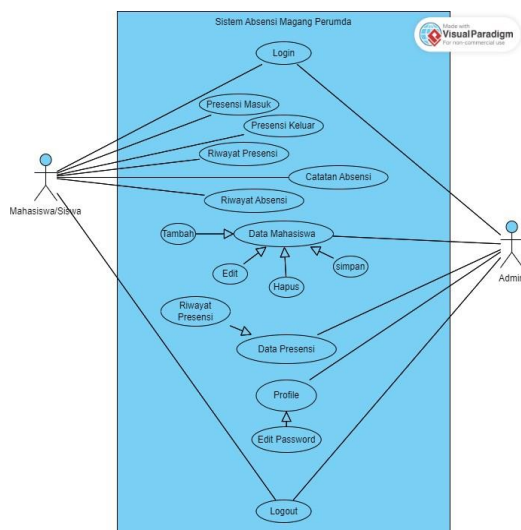 Sistem Absensi Magang Perumda
Made with
VisualParadigm
For non-commercial use
Login
Presensi Masuk
Presensi Keluar
Riwayat Presensi
Catatan Absensi
Riwayat Absensi
Mahasiswa/Siswa
Tambah
Data Mahasiswa
Edit
Hapus
simpan
Admin
Riwayat
Presensi
Data Presensi
Profile
Edit Password
Logout